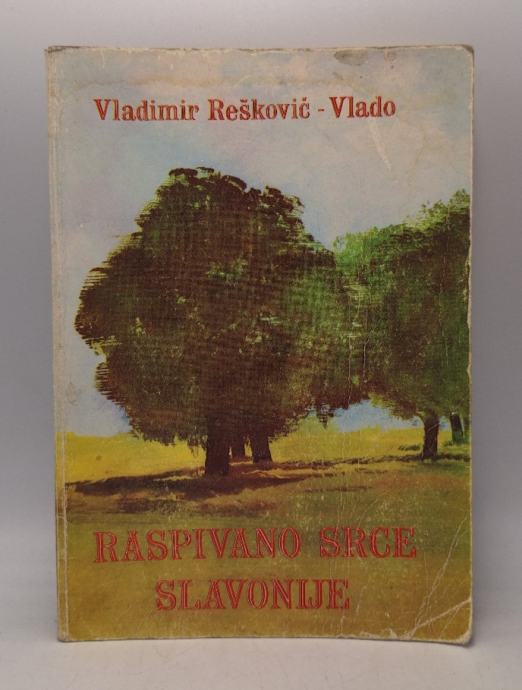 Vladimir Rešković - Vlado
RASPIVANO SRCE
SLAVONIJE